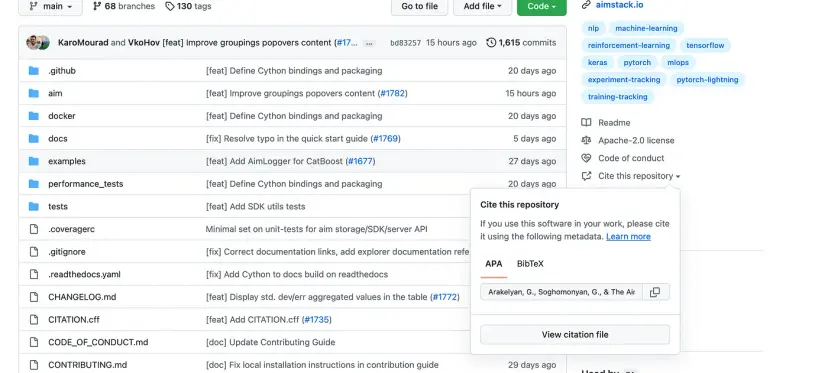 main
68 branches
130 tags
Go to file
Add file
Code
aimstack.io
KaroMourad and VkoHov [feat] Improve groupings popovers content (#17... ... bd83257 15 hours ago 1,615 commits
.github [feat] Define Cython bindings and packaging 20 days ago
aim [feat] Improve groupings popovers content (#1782) 15 hours ago
docker [feat] Define Cython bindings and packaging 20 days ago
docs [fix] Resolve typo in the quick start guide (#1769) 5 days ago
examples [feat] Add AimLogger for CatBoost (#1677) 27 days ago
performance_tests [feat] Define Cython bindings and packaging 20 days ago
tests [feat] Add SDK utils tests
.coveragerc Minimal set on unit-tests for aim storage/SDK/server API
.gitignore [fix] Correct documentation links, add explorer documentation refe
.readthedocs.yaml [fix] Add Cython to docs build on readthedocs
CHANGELOG.md [feat] Display std. dev/err aggregated values in the table (#1772)
CITATION.cff [feat] Add CITATION.cff (#1735)
CODE_OF_CONDUCT.md [doc] Update Contributing Guide
CONTRIBUTING.md [doc] Fix local installation instructions in contribution guide 29 days ago
nlp machine-learning
reinforcement-learning tensorflow
keras pytorch mlops
experiment-tracking pytorch-lightning
training-tracking
Readme
Apache-2.0 license
Code of conduct
Cite this repository
Cite this repository
If you use this software in your work, please cite
it using the following metadata. Learn more
APA BibTeX
Arakelyan, G., Soghomonyan, G., & The Ai
View citation file